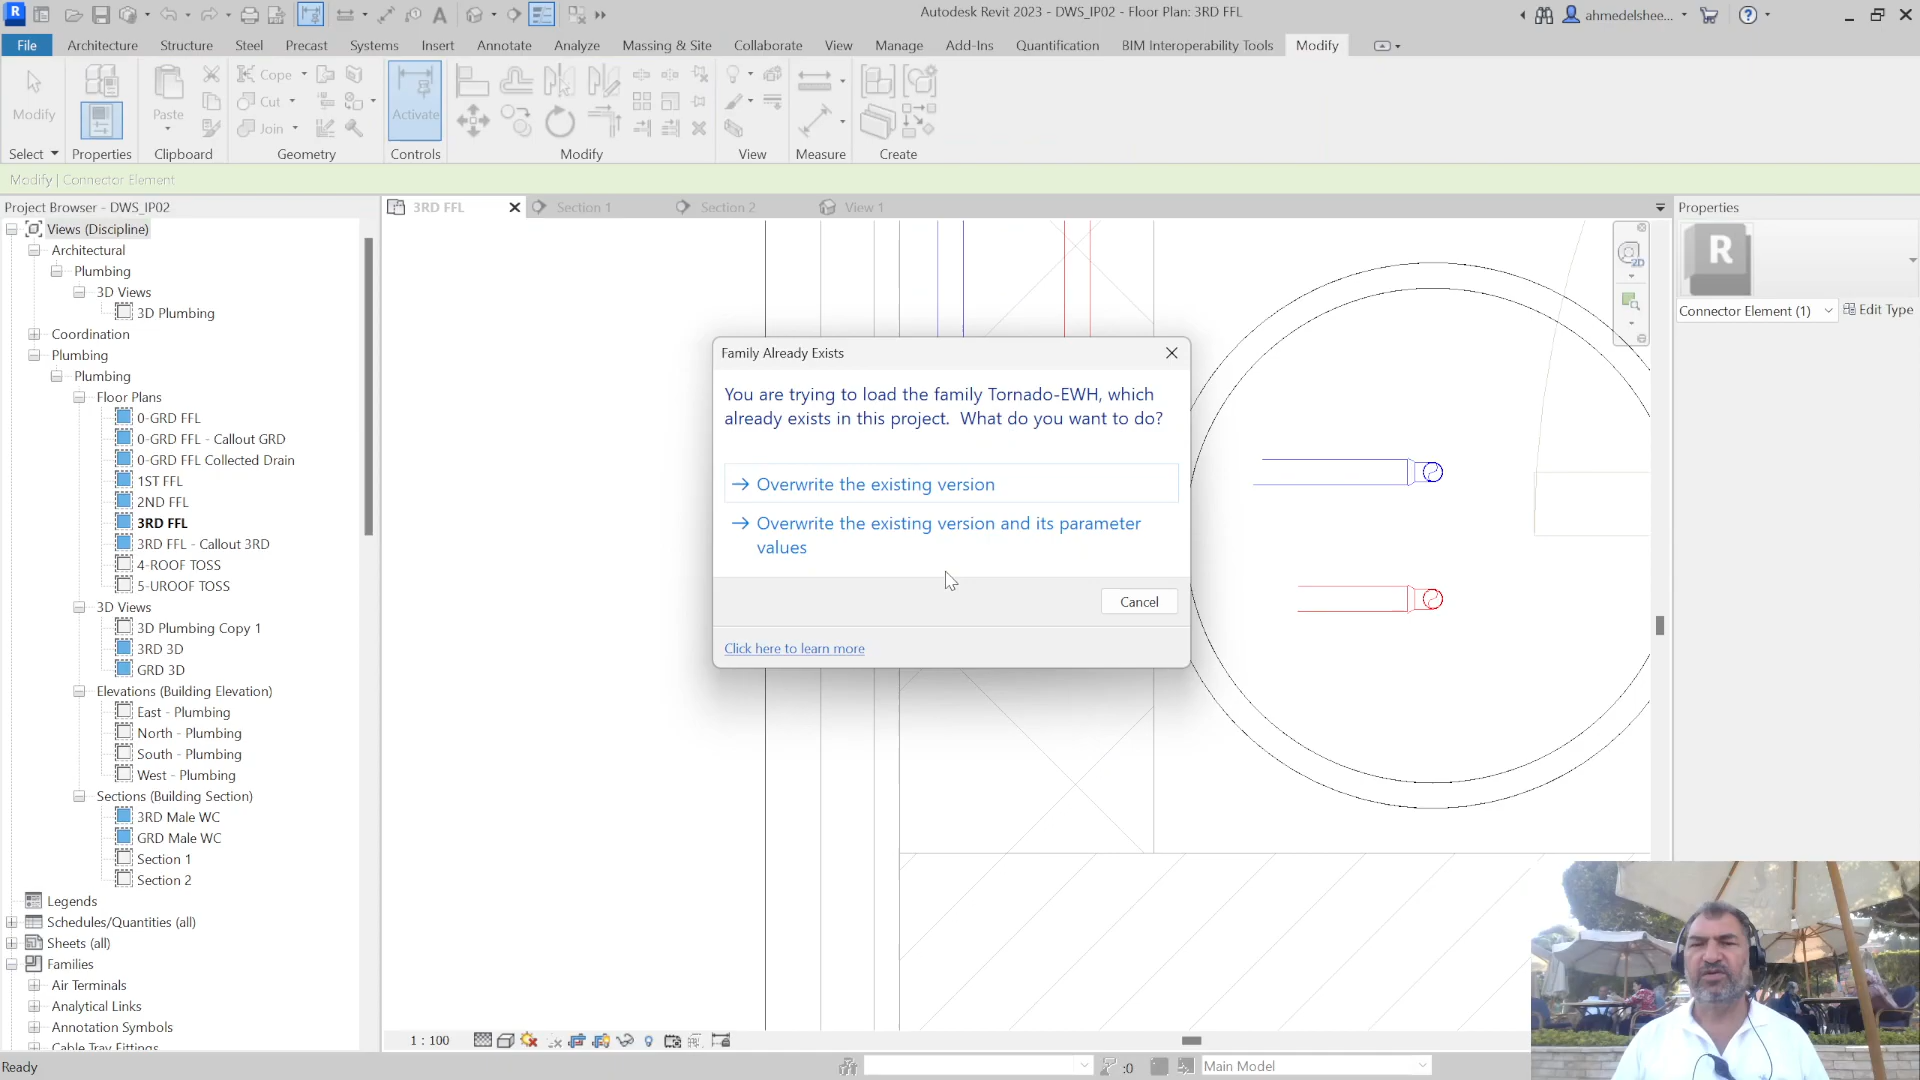 Autodesk Revit 2023 - DWS_IP02 - Floor Plan: 3RD FFL
ahmedelshee...
File
Architecture
Structure
Steel
Precast
Systems
Insert
Annotate
Analyze
Massing & Site
Collaborate
View
Manage
Add-Ins
Quantification
BIM Interoperability Tools
Modify
Modify
Paste
Cope
Cut
Join
Activate
Select
Properties
Clipboard
Geometry
Controls
Modify
View
Measure
Create
Modify | Connector Element
Project Browser - DWS_IP02
3RD FFL
Section 1
Section 2
View 1
Properties
Views (Discipline)
Architectural
Plumbing
3D Views
3D Plumbing
Coordination
Plumbing
Plumbing
Floor Plans
0-GRD FFL
0-GRD FFL - Callout GRD
0-GRD FFL Collected Drain
1ST FFL
2ND FFL
3RD FFL
3RD FFL - Callout 3RD
4-ROOF TOSS
5-UROOF TOSS
3D Views
3D Plumbing Copy 1
3RD 3D
GRD 3D
Elevations (Building Elevation)
East - Plumbing
North - Plumbing
South - Plumbing
West - Plumbing
Sections (Building Section)
3RD Male WC
GRD Male WC
Section 1
Section 2
Legends
Schedules/Quantities (all)
Sheets (all)
Families
Air Terminals
Analytical Links
Annotation Symbols
Cable Tray Fittings
Family Already Exists
You are trying to load the family Tornado-EWH, which
already exists in this project. What do you want to do?
Overwrite the existing version
Overwrite the existing version and its parameter
values
Cancel
Click here to learn more
2D
R
Connector Element (1)
Edit Type
1 : 100
Ready
:0
Main Model